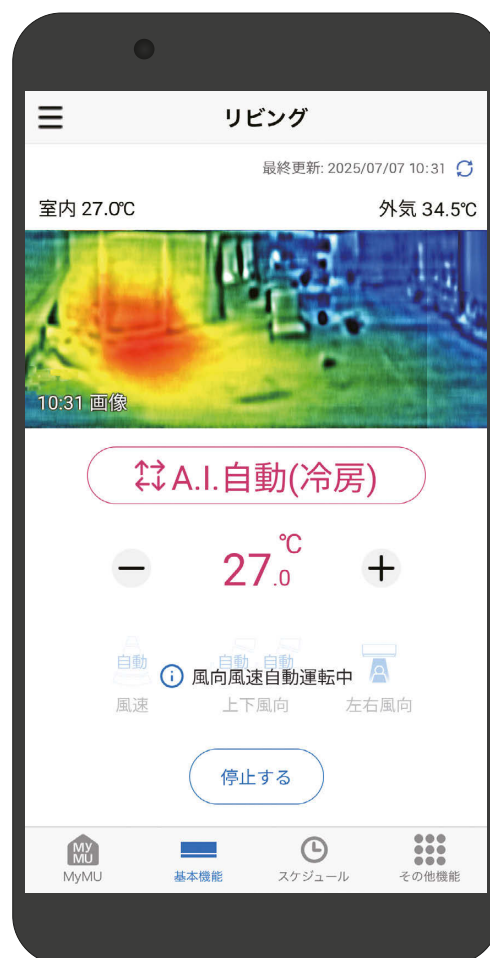 リビング
最終更新: 2025/07/07 10:31
室内 27.0℃
外気 34.5℃
10:31 画像
A.I.自動(冷房)
27.0℃
自動
自動 自動
風向風速自動運転中
風速
上下風向
左右風向
停止する
MY
MU
MyMU
基本機能
スケジュール
その他機能